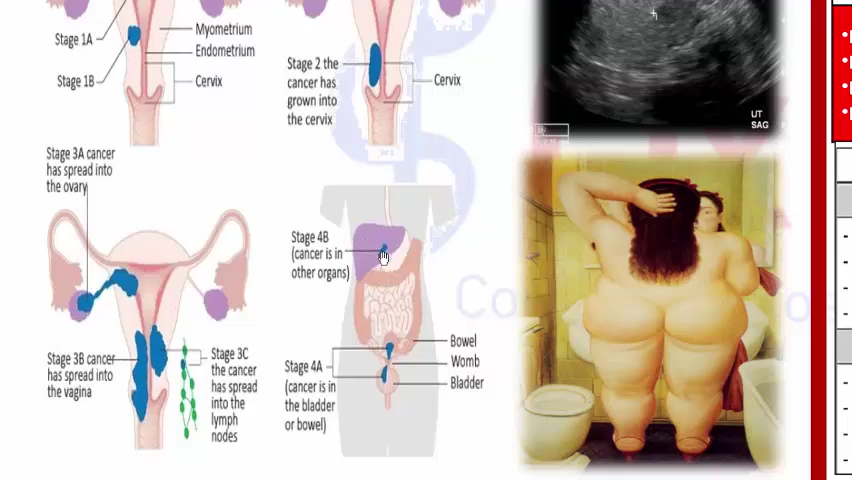 Stage 1A
Stage 1B
Myometrium
Endometrium
Cervix
Stage 2 the
cancer has
grown into
the cervix
Cervix
UT
SAG
Stage 3A cancer
has spread into
the ovary
Stage 3B cancer
has spread into
the vagina
Stage 3C
the cancer
has spread
into the
lymph
nodes
Stage 4B
(cancer is in
other organs)
Stage 4A
(cancer is in
the bladder
or bowel)
Bowel
Womb
Bladder
Co